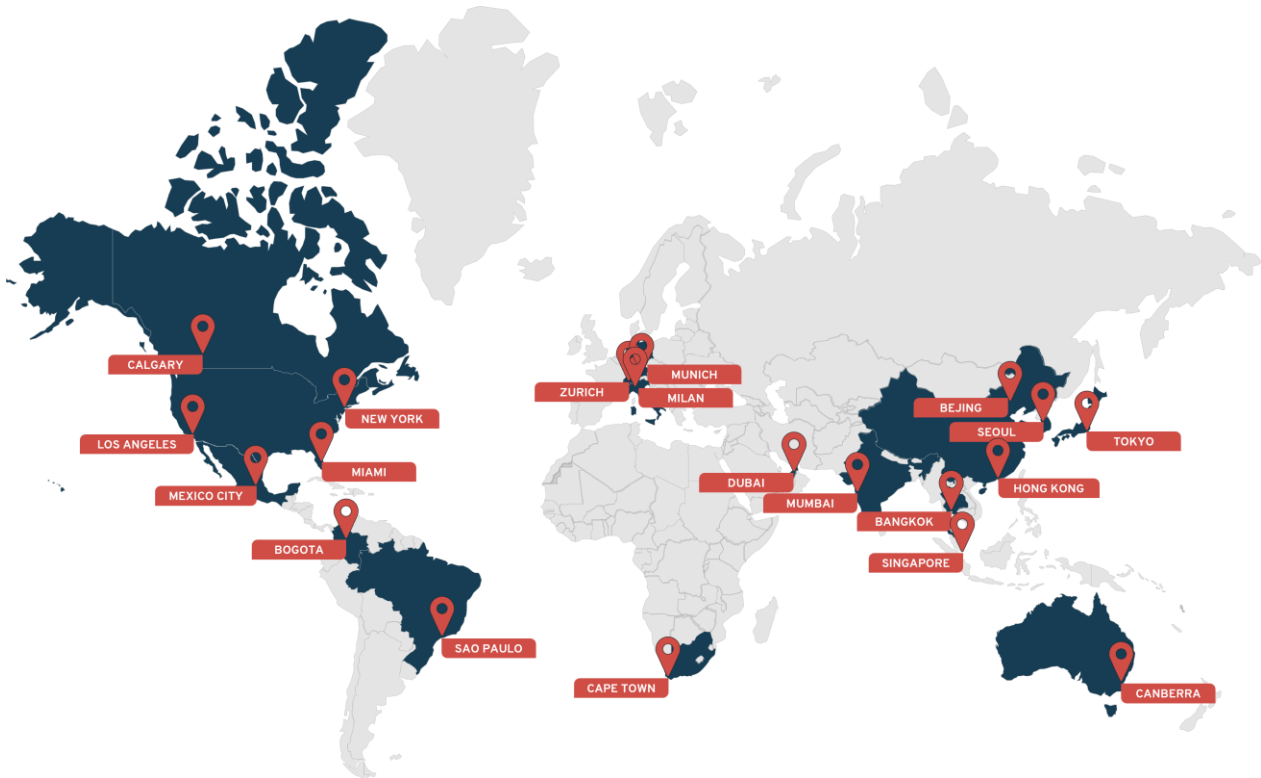 CALGARY
NEW YORK
LOS ANGELES
MIAMI
MEXICO CITY
BOGOTA
SAO PAULO
MUNICH
ZURICH
MILAN
DUBAI
MUMBAI
CAPE TOWN
BEJING
SEOUL
TOKYO
HONG KONG
BANGKOK
SINGAPORE
CANBERRA